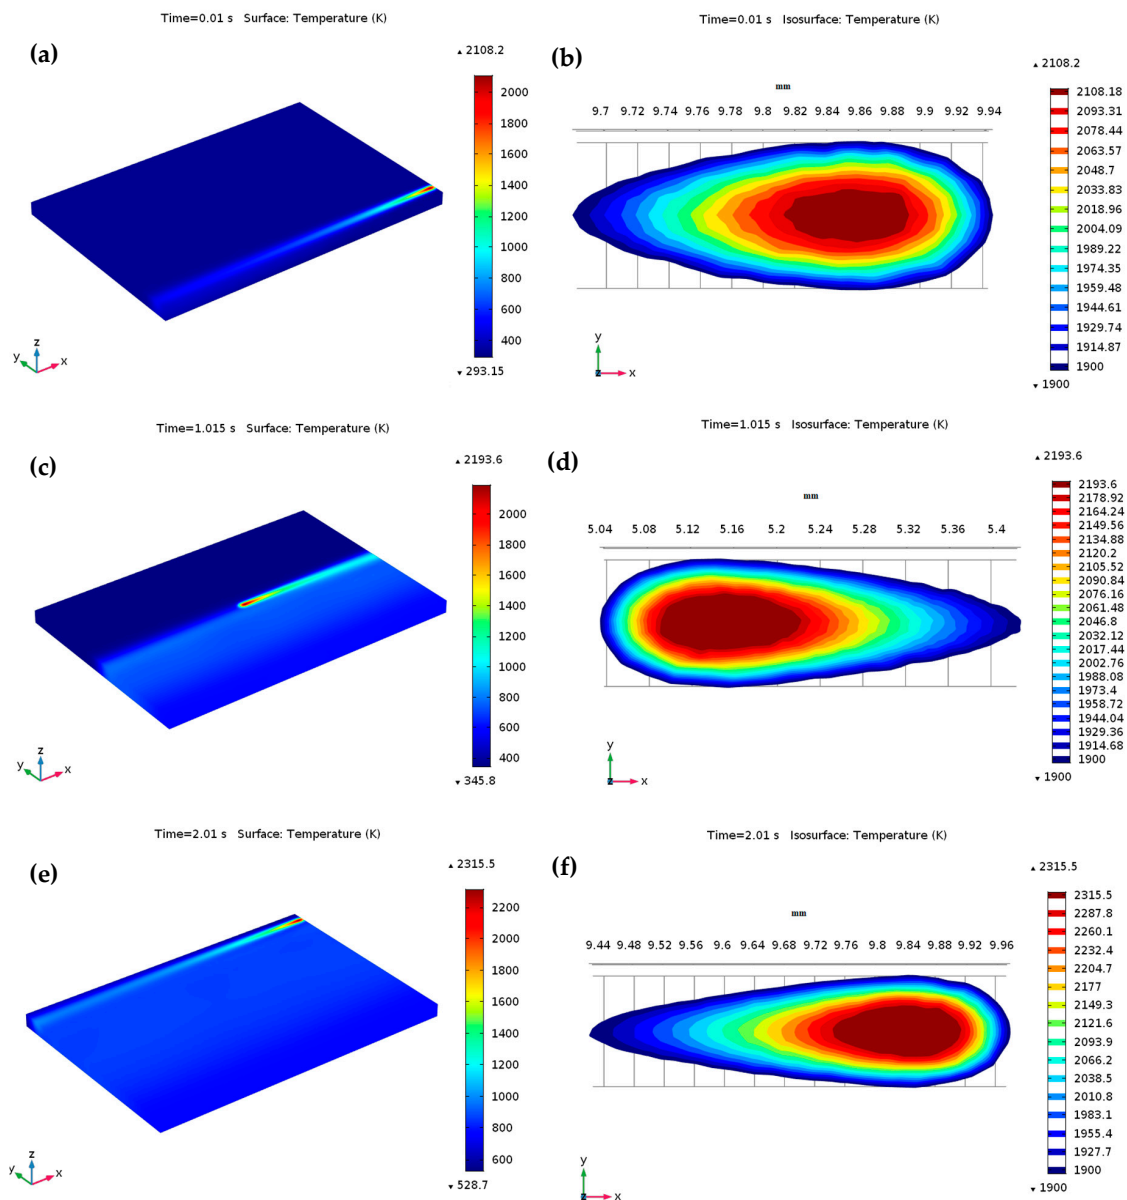 Time=0.01 s Surface: Temperature (K)
(a)
▲ 2108.2
2000
1800
1600
1400
1200
1000
800
600
400
▼ 293.15
z
y
x
Time=0.01 s Isosurface: Temperature (K)
(b)
▲ 2108.2
mm
9.7 9.72 9.74 9.76 9.78 9.8 9.82 9.84 9.86 9.88 9.9 9.92 9.94
2108.18
2093.31
2078.44
2063.57
2048.7
2033.83
2018.96
2004.09
1989.22
1974.35
1959.48
1944.61
1929.74
1914.87
1900
▼ 1900
y
z
x
Time=1.015 s Surface: Temperature (K)
(c)
▲ 2193.6
2000
1800
1600
1400
1200
1000
800
600
400
▼ 345.8
z
y
x
Time=1.015 s Isosurface: Temperature (K)
(d)
▲ 2193.6
mm
5.04 5.08 5.12 5.16 5.2 5.24 5.28 5.32 5.36 5.4
2193.6
2178.92
2164.24
2149.56
2134.88
2120.2
2105.52
2090.84
2076.16
2061.48
2046.8
2032.12
2017.44
2002.76
1988.08
1973.4
1958.72
1944.04
1929.36
1914.68
1900
▼ 1900
y
z
x
Time=2.01 s Surface: Temperature (K)
(e)
▲ 2315.5
2200
2000
1800
1600
1400
1200
1000
800
600
▼ 528.7
z
y
x
Time=2.01 s Isosurface: Temperature (K)
(f)
▲ 2315.5
mm
9.44 9.48 9.52 9.56 9.6 9.64 9.68 9.72 9.76 9.8 9.84 9.88 9.92 9.96
2315.5
2287.8
2260.1
2232.4
2204.7
2177
2149.3
2121.6
2093.9
2066.2
2038.5
2010.8
1983.1
1955.4
1927.7
1900
▼ 1900
y
z
x